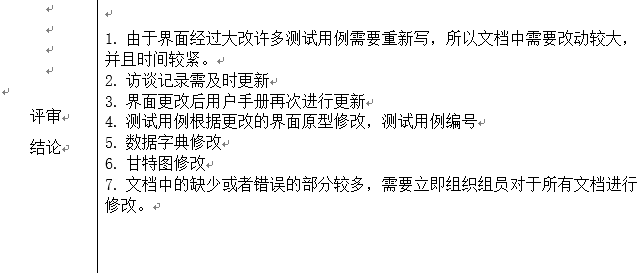 评审
结论
1. 由于界面经过大改许多测试用例需要重新写，所以文档中需要改动较大，
并且时间较紧。
2. 访谈记录需及时更新
3. 界面更改后用户手册再次进行更新
4. 测试用例根据更改的界面原型修改，测试用例编号
5. 数据字典修改
6. 甘特图修改
7. 文档中的缺少或者错误的部分较多，需要立即组织组员对于所有文档进行
修改。